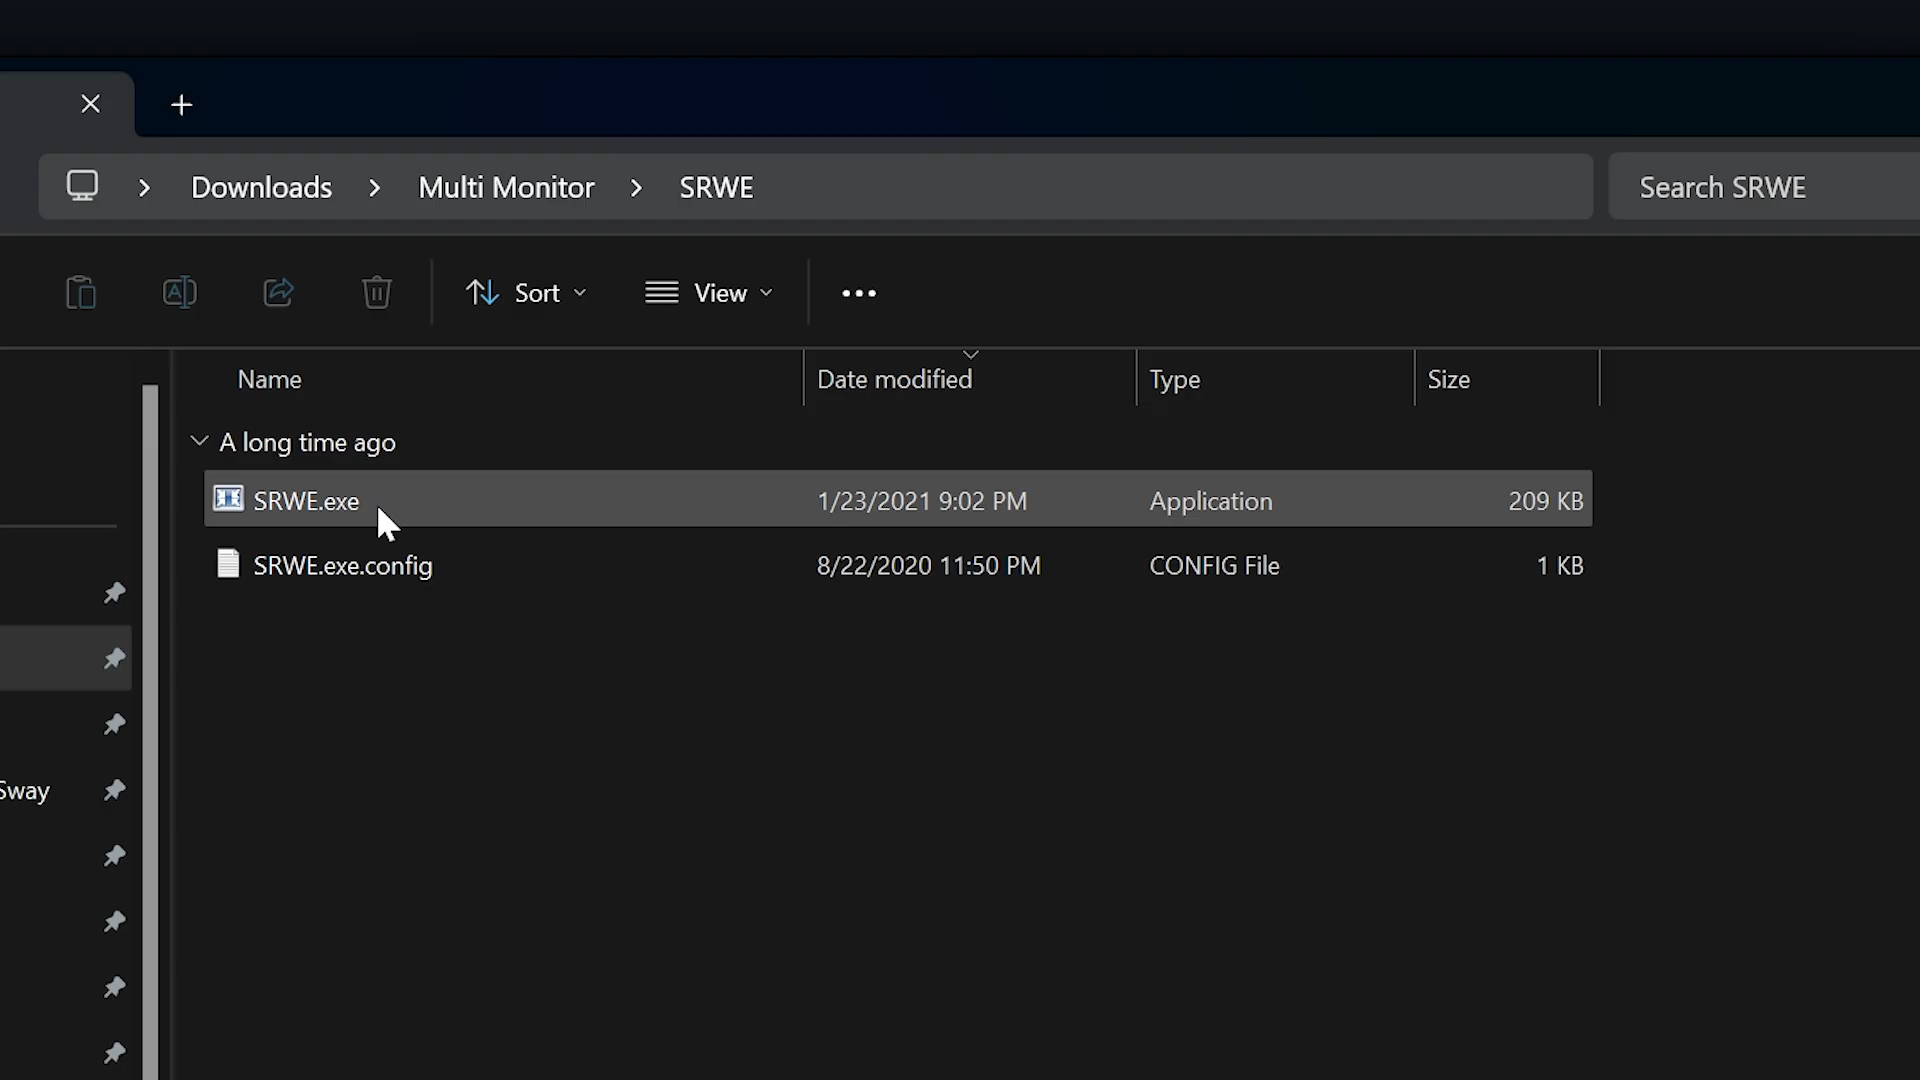 Downloads > Multi Monitor > SRWE
Search SRWE
Sort
View
Name Date modified Type Size
A long time ago
SRWE.exe 1/23/2021 9:02 PM Application 209 KB
SRWE.exe.config 8/22/2020 11:50 PM CONFIG File 1 KB
Sway